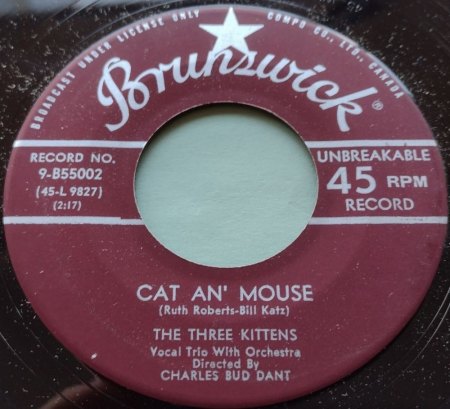 BROADCAST UNDER LICENSE ONLY
COMPO CO., LTD., CANADA
Brunswick®
RECORD NO.
9-B55002
(45-L 9827)
(2:17)
UNBREAKABLE
45 RPM
RECORD
CAT AN' MOUSE
(Ruth Roberts-Bill Katz)
THE THREE KITTENS
Vocal Trio With Orchestra
Directed By
CHARLES BUD DANT